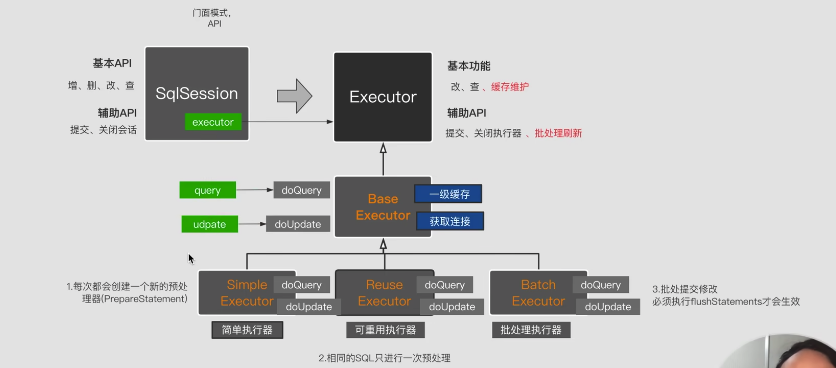 门面模式,
API
基本API
增、删、改、查
辅助API
提交、关闭会话
SqlSession
executor
Executor
基本功能
改、查 、缓存维护
辅助API
提交、关闭执行器 、批处理刷新
query
doQuery
udpate
doUpdate
Base
Executor
一级缓存
获取连接
1.每次都会创建一个新的预处
理器(PrepareStatement)
Simple
Executor
doQuery
doUpdate
简单执行器
Reuse
Executor
doQuery
doUpdate
可重用执行器
Batch
Executor
doQuery
doUpdate
批处理执行器
3.批处提交修改
必须执行flushStatements才会生效
2.相同的SQL只进行一次预处理